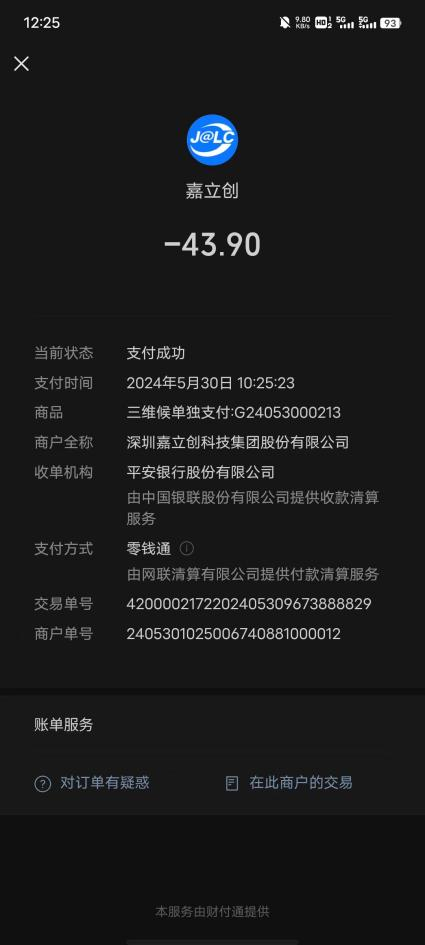 12:25
9.80
KB/s
HD 1 2
5G
5G
93
J@LC
嘉立创
-43.90
当前状态 支付成功
支付时间 2024年5月30日 10:25:23
商品 三维候单独支付:G24053000213
商户全称 深圳嘉立创科技集团股份有限公司
收单机构 平安银行股份有限公司
由中国银联股份有限公司提供收款清算
服务
支付方式 零钱通
由网联清算有限公司提供付款清算服务
交易单号 4200002172202405309673888829
商户单号 2405301025006740881000012
账单服务
对订单有疑惑 在此商户的交易
本服务由财付通提供